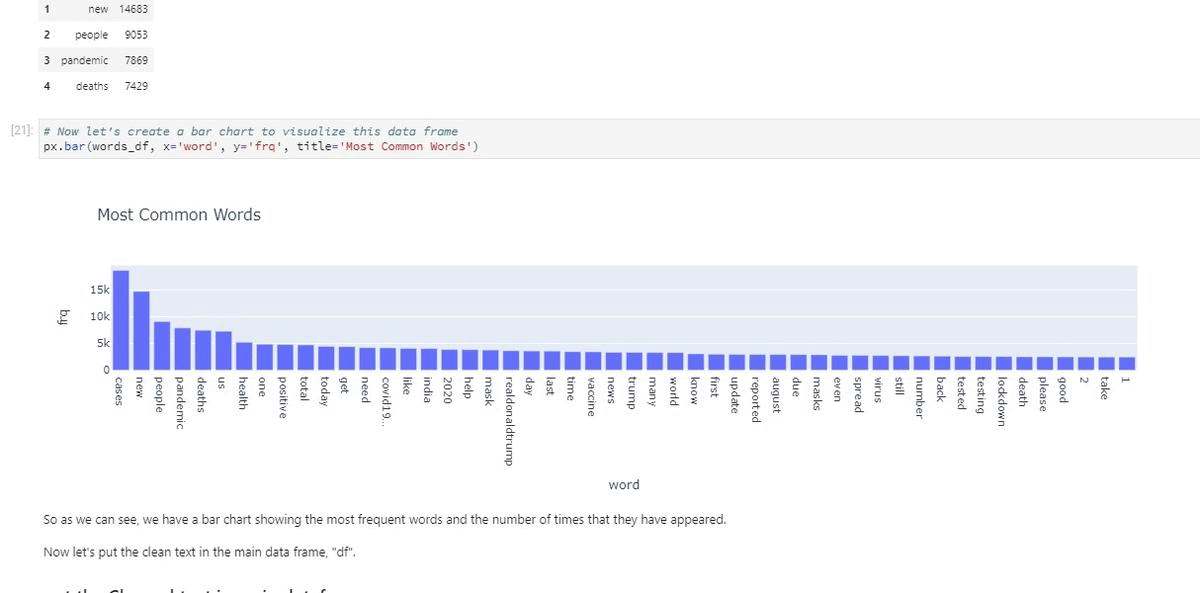 1 new 14683
2 people 9053
3 pandemic 7869
4 deaths 7429
[21]: # Now let's create a bar chart to visualize this data frame
px.bar(words_df, x='word', y='frq', title='Most Common Words')
Most Common Words
15k
10k
5k
0
frq
cases
new
people
pandemic
deaths
us
health
one
positive
total
today
get
need
covid19...
like
india
2020
help
mask
realdonaldtrump
day
last
time
vaccine
news
trump
many
world
know
first
update
reported
august
due
masks
even
spread
virus
still
number
back
tested
testing
lockdown
death
please
good
2
take
1
word
So as we can see, we have a bar chart showing the most frequent words and the number of times that they have appeared.
Now let's put the clean text in the main data frame, "df".